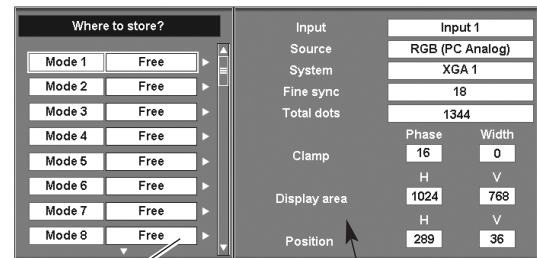 Where to store?
Mode 1 Free
Mode 2 Free
Mode 3 Free
Mode 4 Free
Mode 5 Free
Mode 6 Free
Mode 7 Free
Mode 8 Free
Input Input 1
Source RGB (PC Analog)
System XGA 1
Fine sync 18
Total dots 1344
Phase Width
Clamp 16 0
H V
Display area 1024 768
H V
Position 289 36